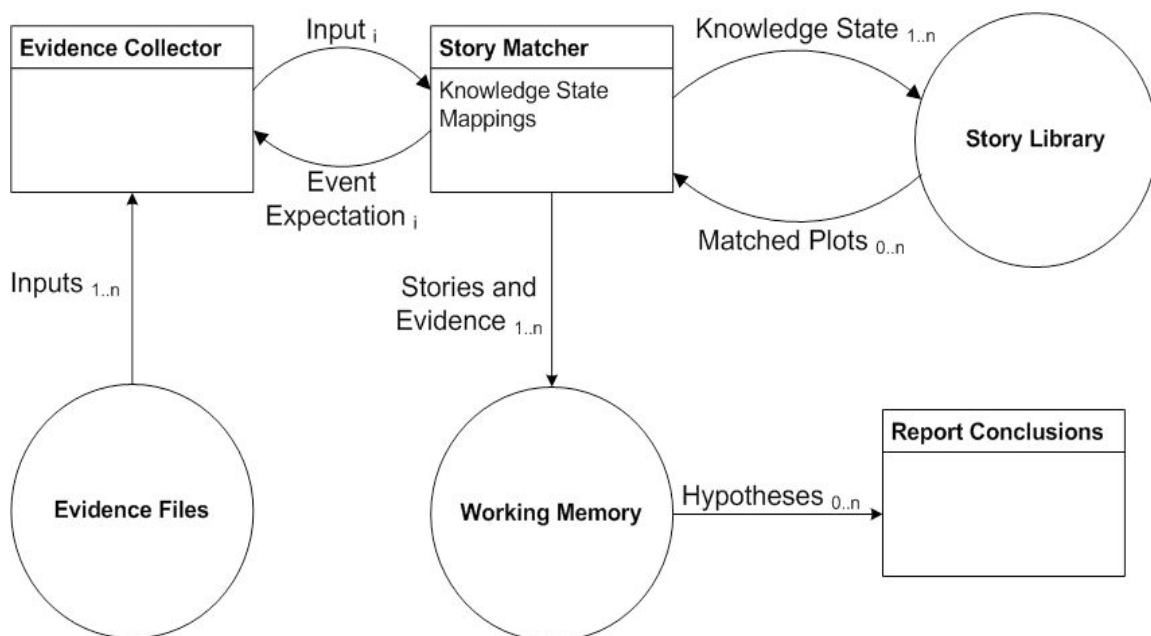 Evidence Collector
Input i
Story Matcher
Knowledge State
Mappings
Knowledge State 1..n
Story Library
Event
Expectation i
Matched Plots 0..n
Inputs 1..n
Stories and
Evidence 1..n
Evidence Files
Working Memory
Hypotheses 0..n
Report Conclusions